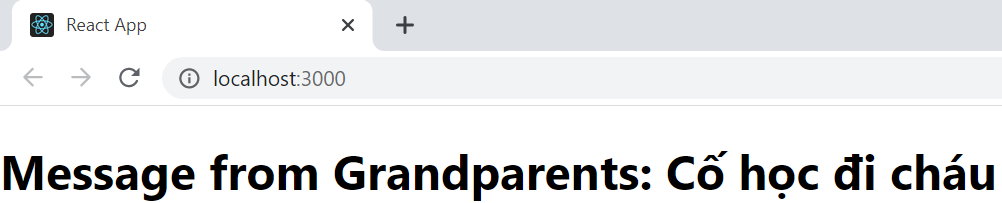 React App
localhost:3000
Message from Grandparents: Cố học đi cháu